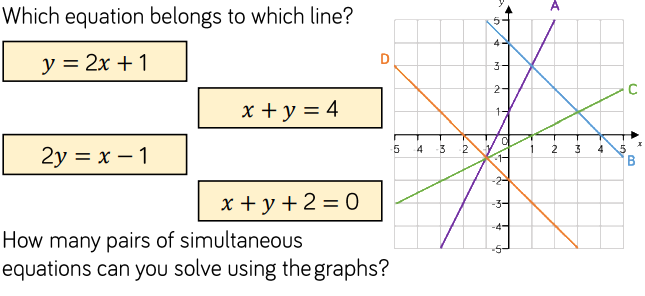 Which equation belongs to which line?
y = 2x + 1
x + y = 4
2y = x − 1
x + y + 2 = 0
How many pairs of simultaneous
equations can you solve using the graphs?
y
A
5
4
D
3
2
C
1
-5 -4 -3 -2 -1 0 1 2 3 4 5 x
B
-1
-2
-3
-4
-5